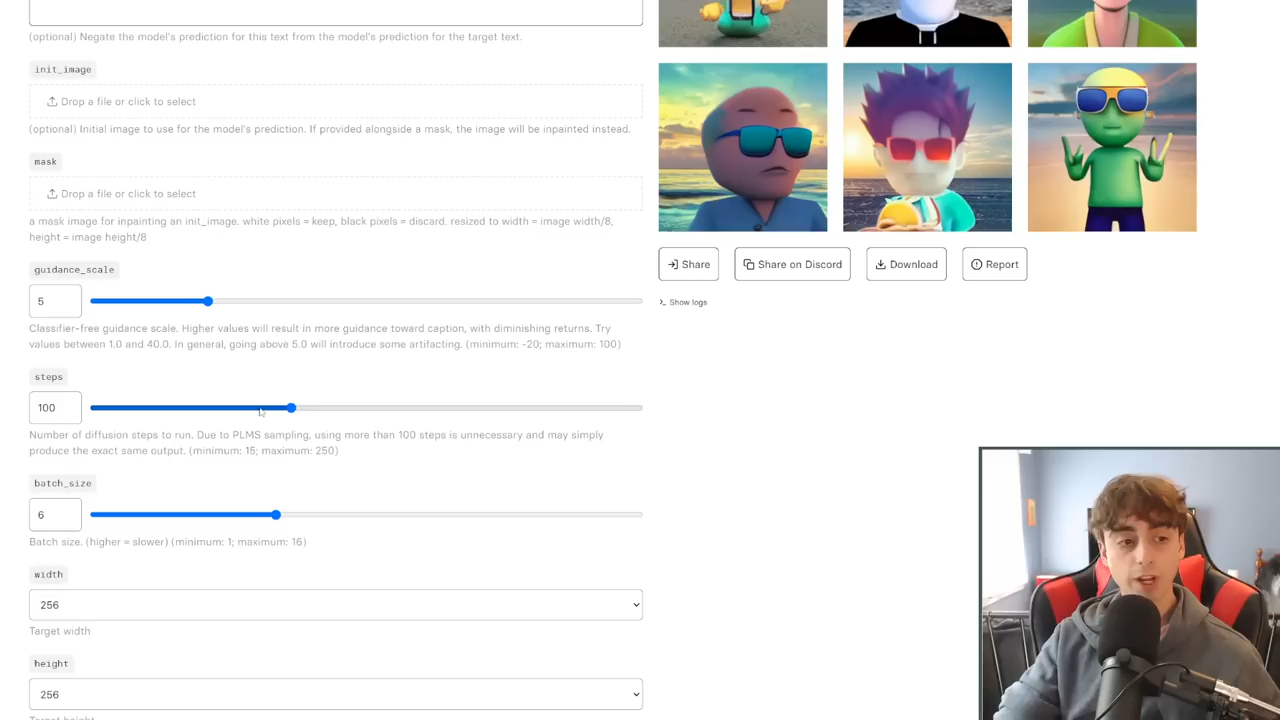 (optional) Negate the model's prediction for this text from the model's prediction for the target text.
init_image
Drop a file or click to select
(optional) Initial image to use for the model's prediction. If provided alongside a mask, the image will be inpainted instead.
mask
Drop a file or click to select
a mask image for inpainting an init_image. white pixels = keep, black pixels = discard, resized to width = image width/8,
height = image height/8
guidance_scale
5
Classifier-free guidance scale. Higher values will result in more guidance toward caption, with diminishing returns. Try
values between 1.0 and 40.0. In general, going above 5.0 will introduce some artifacting. (minimum: -20; maximum: 100)
steps
100
Number of diffusion steps to run. Due to PLMS sampling, using more than 100 steps is unnecessary and may simply
produce the exact same output. (minimum: 15; maximum: 250)
batch_size
6
Batch size. (higher = slower) (minimum: 1; maximum: 16)
width
256
Target width
height
256
Target height
Share
Share on Discord
Download
Report
Show logs